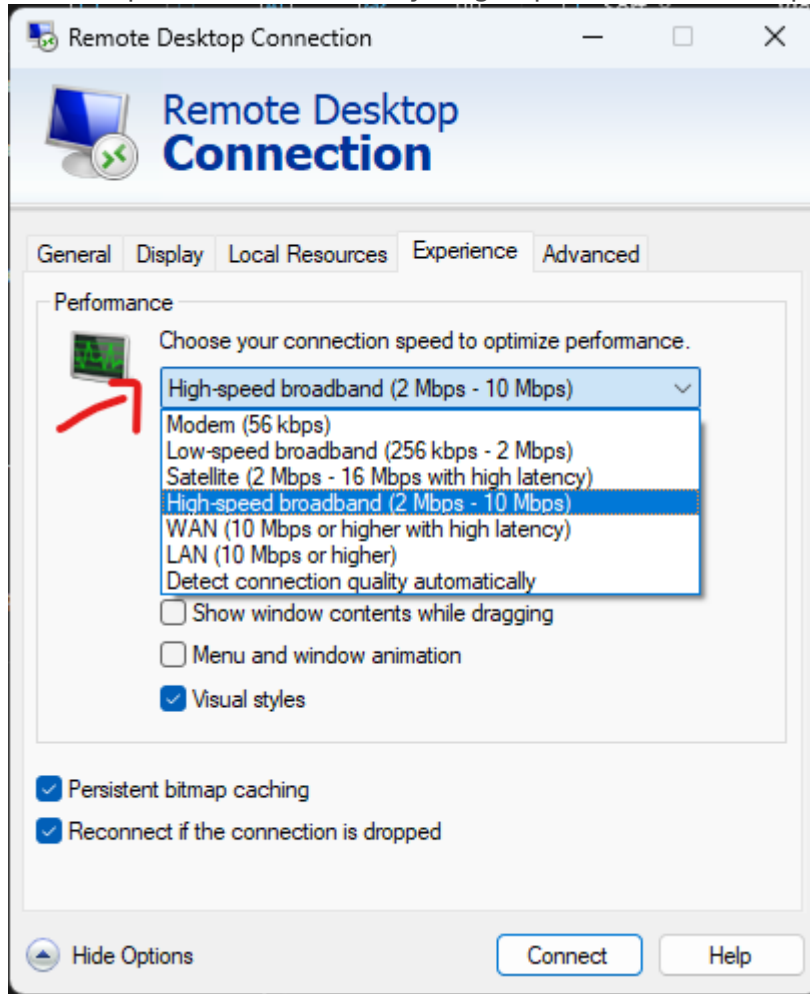 Remote Desktop Connection
Remote Desktop
Connection
General Display Local Resources Experience Advanced
Performance
Choose your connection speed to optimize performance.
High-speed broadband (2 Mbps - 10 Mbps)
Modem (56 kbps)
Low-speed broadband (256 kbps - 2 Mbps)
Satellite (2 Mbps - 16 Mbps with high latency)
High-speed broadband (2 Mbps - 10 Mbps)
WAN (10 Mbps or higher with high latency)
LAN (10 Mbps or higher)
Detect connection quality automatically
Show window contents while dragging
Menu and window animation
Visual styles
Persistent bitmap caching
Reconnect if the connection is dropped
Hide Options Connect Help